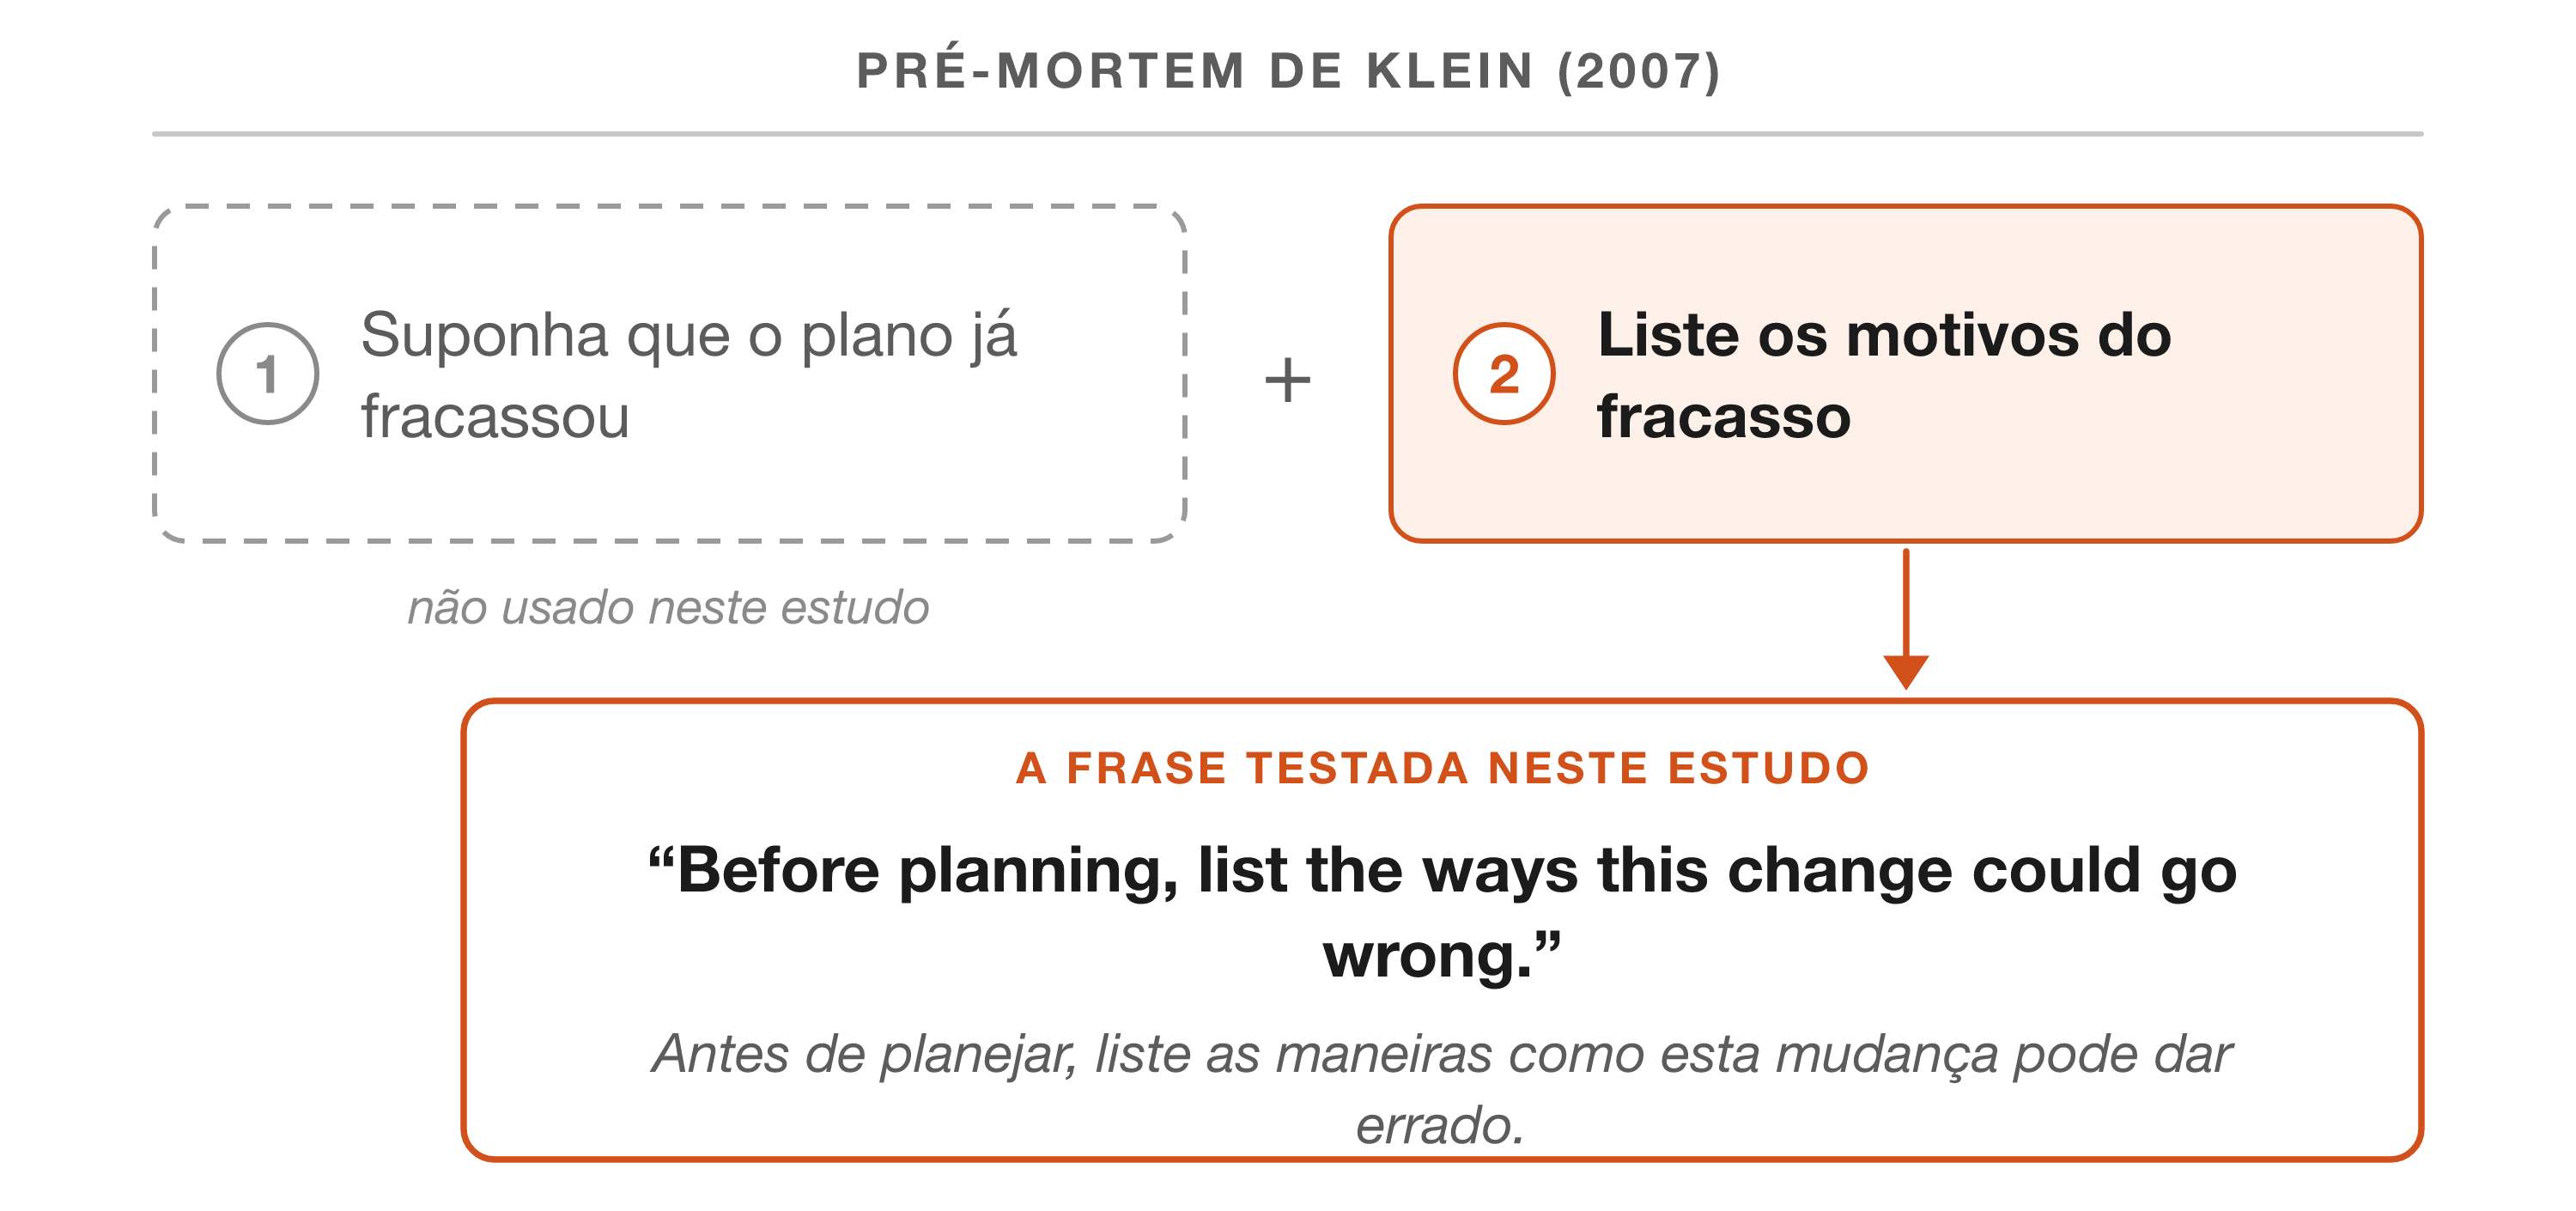 PRÉ-MORTEM DE KLEIN (2007)
1
Suponha que o plano já
fracassou
+
2
Liste os motivos do
fracasso
não usado neste estudo
A FRASE TESTADA NESTE ESTUDO
“Before planning, list the ways this change could go
wrong.”
Antes de planejar, liste as maneiras como esta mudança pode dar
errado.